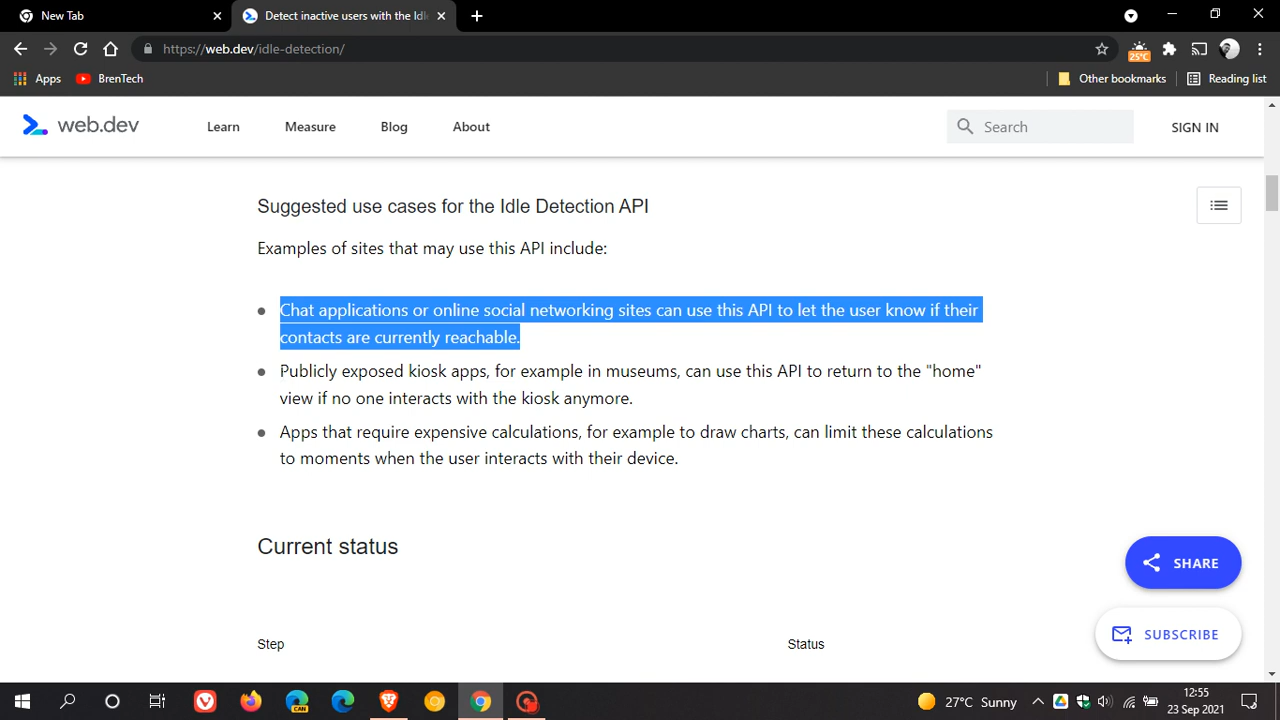 New Tab
Detect inactive users with the Idl
https://web.dev/idle-detection/
25°C
Apps
BrenTech
Other bookmarks
Reading list
web.dev
Learn
Measure
Blog
About
Search
SIGN IN
Suggested use cases for the Idle Detection API
Examples of sites that may use this API include:
Chat applications or online social networking sites can use this API to let the user know if their
contacts are currently reachable.
Publicly exposed kiosk apps, for example in museums, can use this API to return to the "home"
view if no one interacts with the kiosk anymore.
Apps that require expensive calculations, for example to draw charts, can limit these calculations
to moments when the user interacts with their device.
Current status
SHARE
Step
Status
SUBSCRIBE
CAN
27°C Sunny
12:55
23 Sep 2021